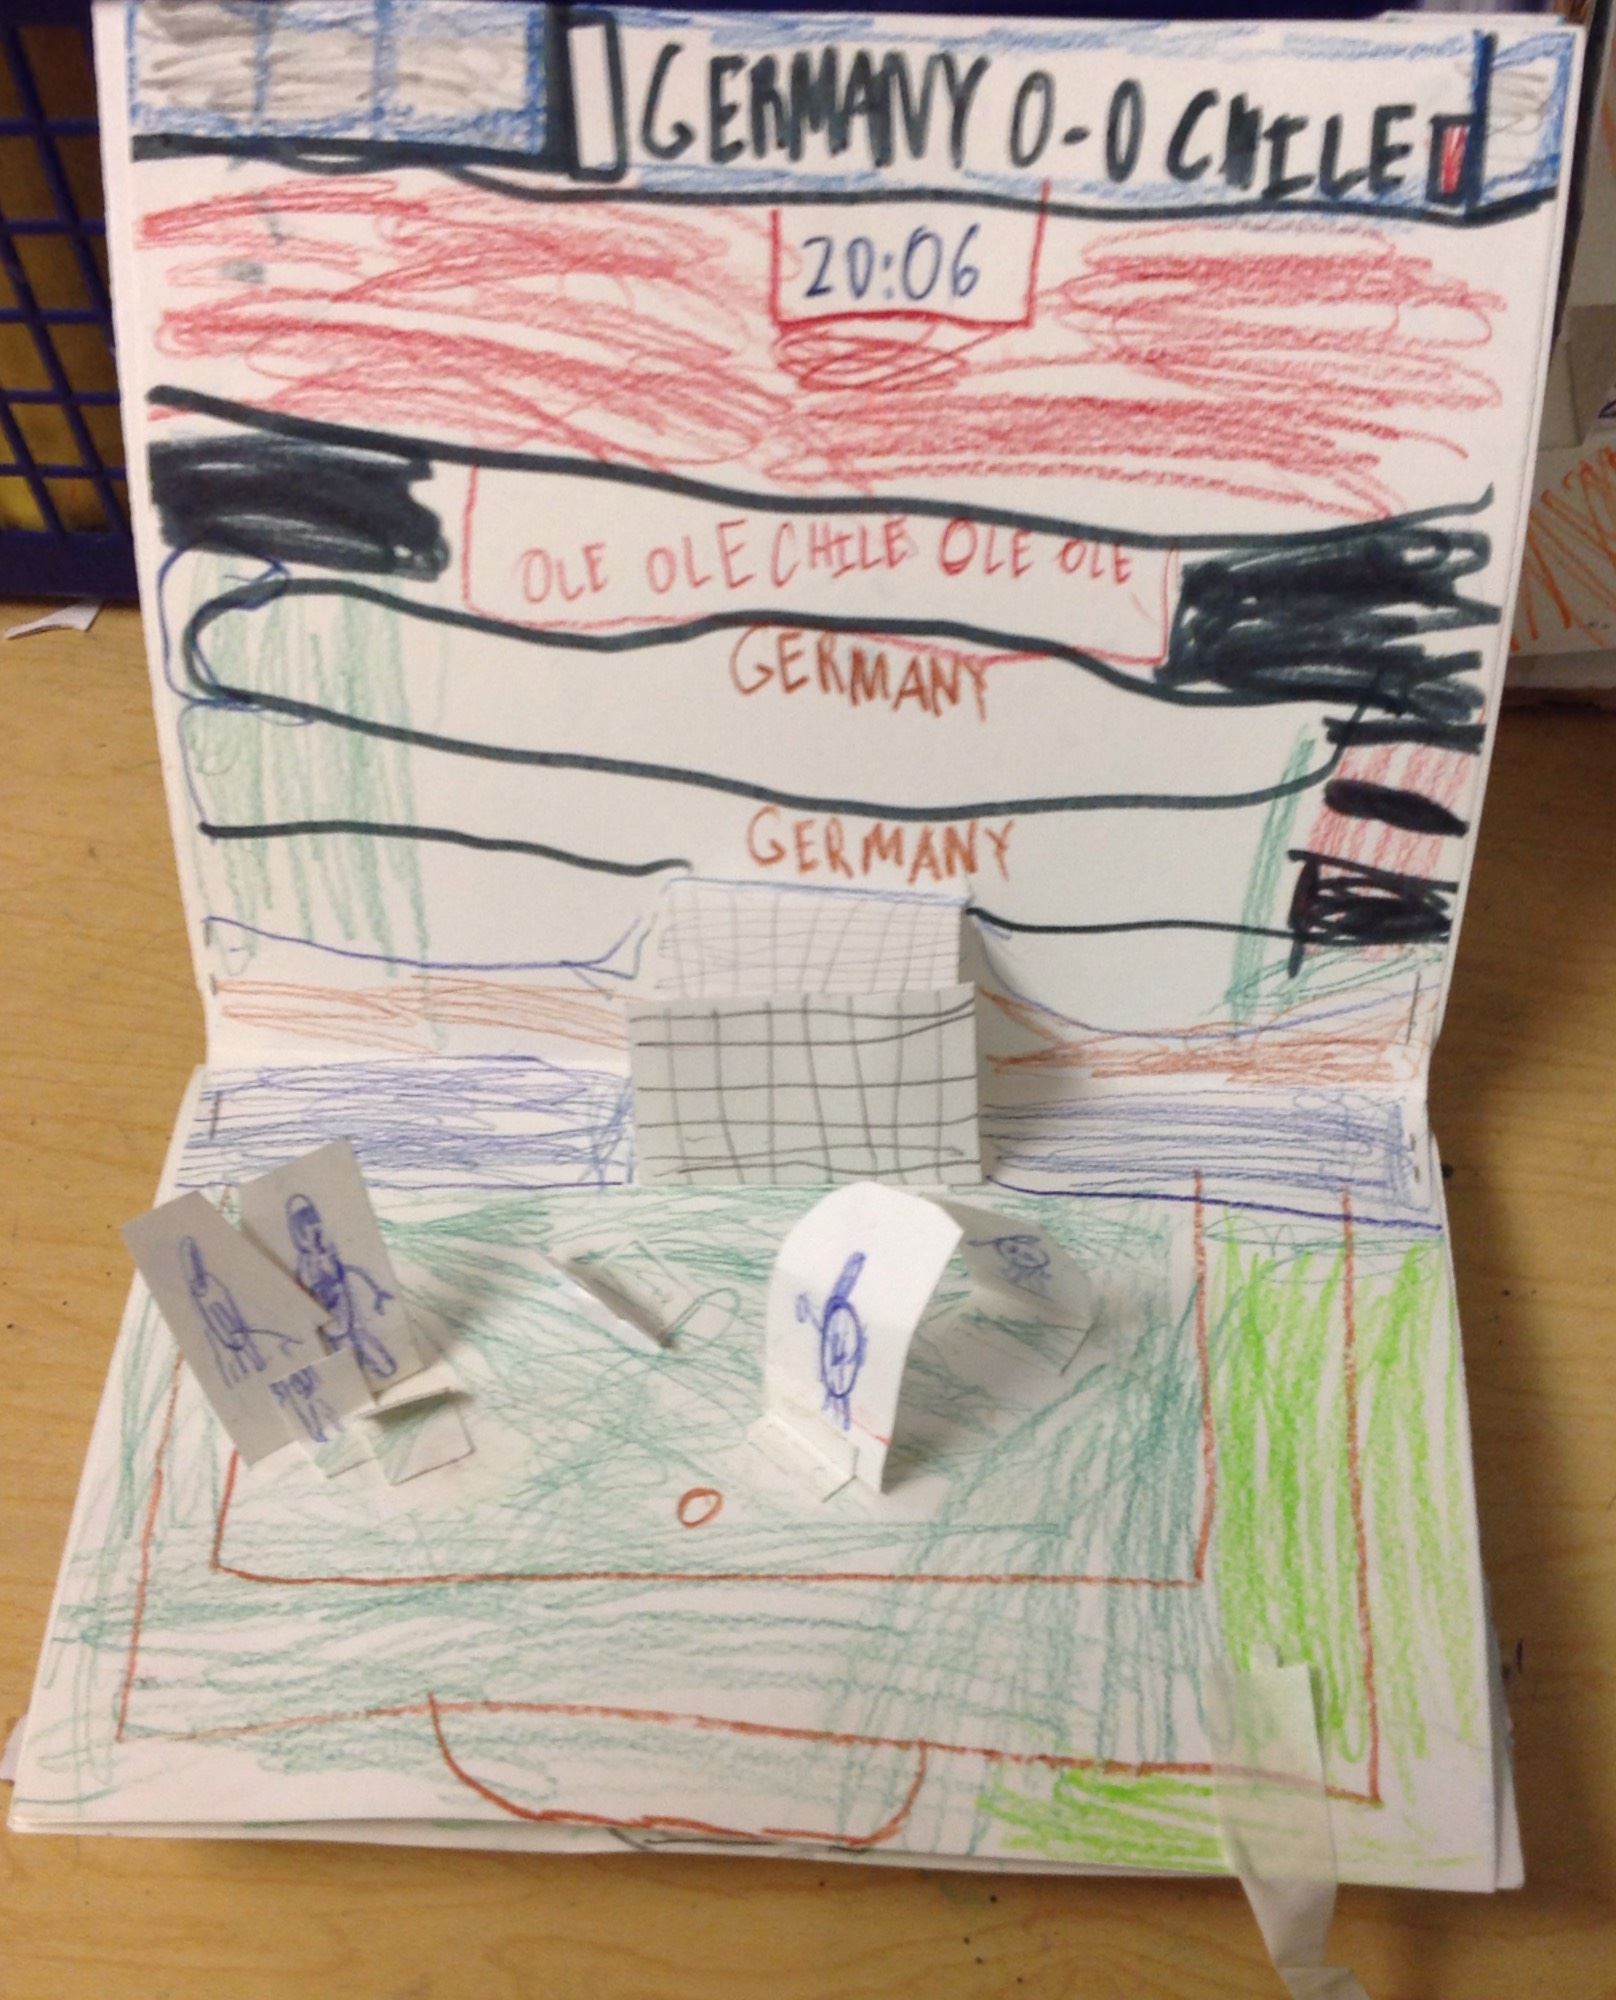 GERMANY 0-0 CHILE
20:06
OLE OLE CHILE OLE OLE
GERMANY
GERMANY